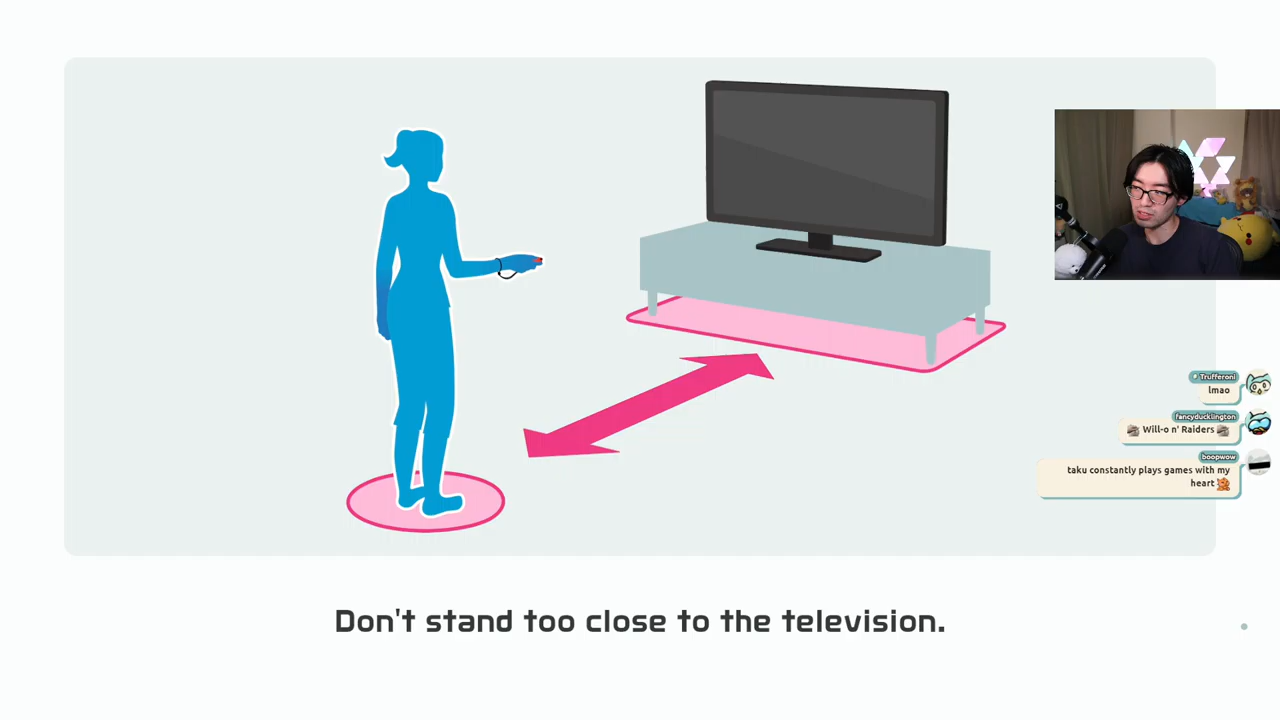 # Trufferoni
lmao
fancyducklington
Will-o n' Raiders
boopwow
taku constantly plays games with my
heart
Don't stand too close to the television.